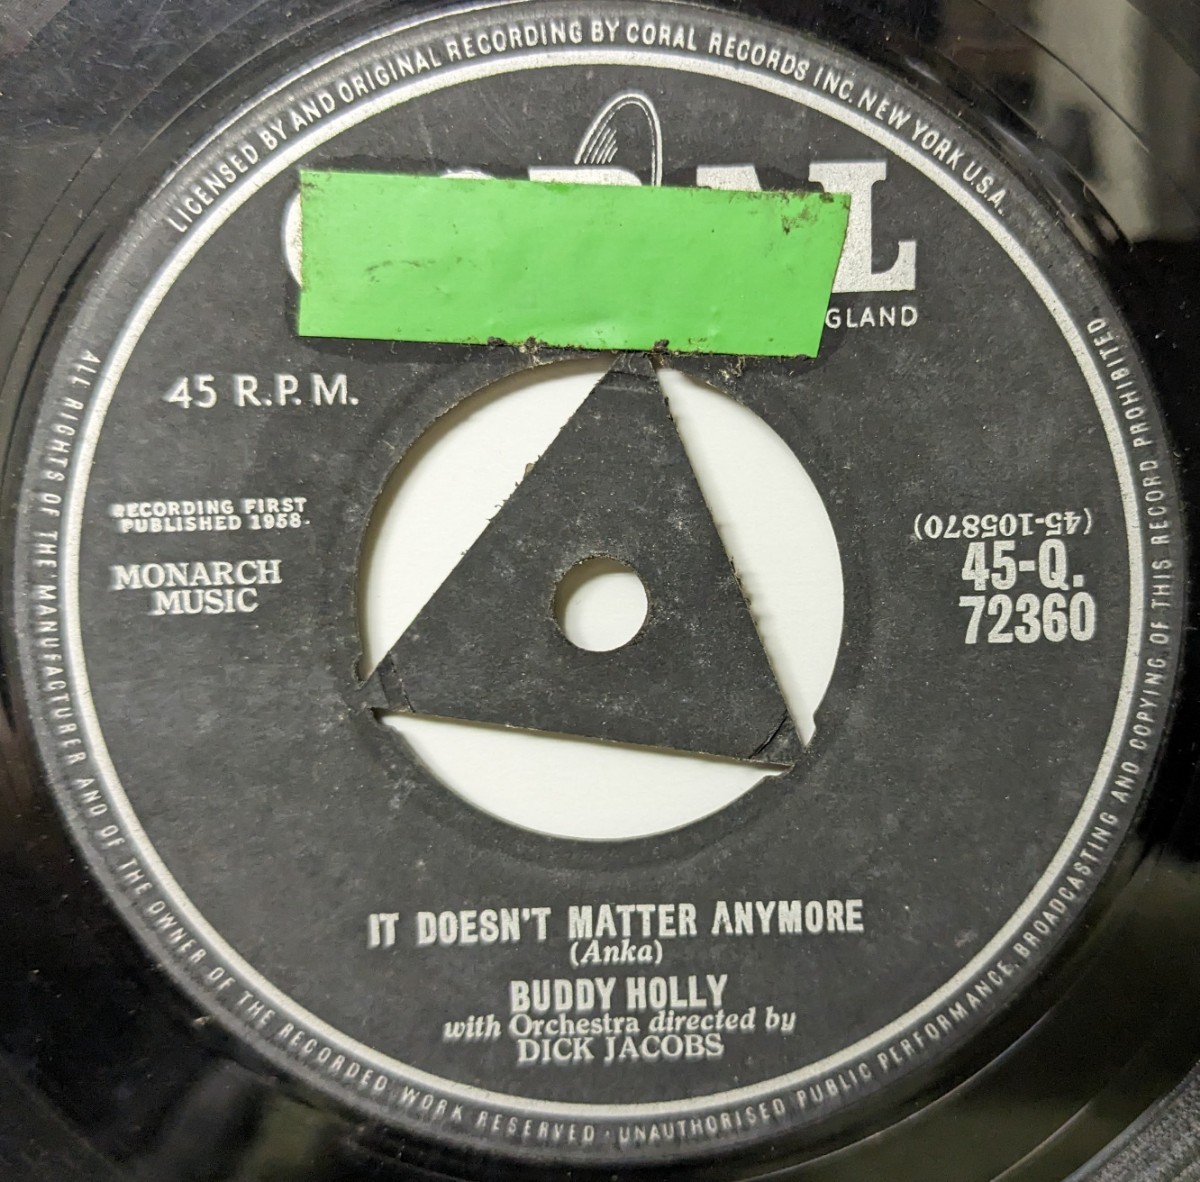 LICENSED BY AND ORIGINAL RECORDING BY CORAL RECORDS INC. NEW YORK U.S.A.
45 R.P.M.
RECORDING FIRST
PUBLISHED 1958.
MONARCH
MUSIC
(45-105870)
45-Q.
72360
IT DOESN'T MATTER ANYMORE
(Anka)
BUDDY HOLLY
with Orchestra directed by
DICK JACOBS
ALL RIGHTS OF THE MANUFACTURER AND OF THE OWNER OF THE RECORDED WORK RESERVED · UNAUTHORISED PUBLIC PERFORMANCE, BROADCASTING AND COPYING OF THIS RECORD PROHIBITED